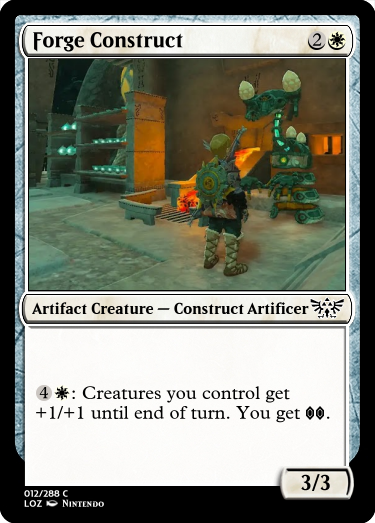 Forge Construct 2
Artifact Creature — Construct Artificer
4 : Creatures you control get
+1/+1 until end of turn. You get .
3/3
012/288 C
LOZ Nintendo